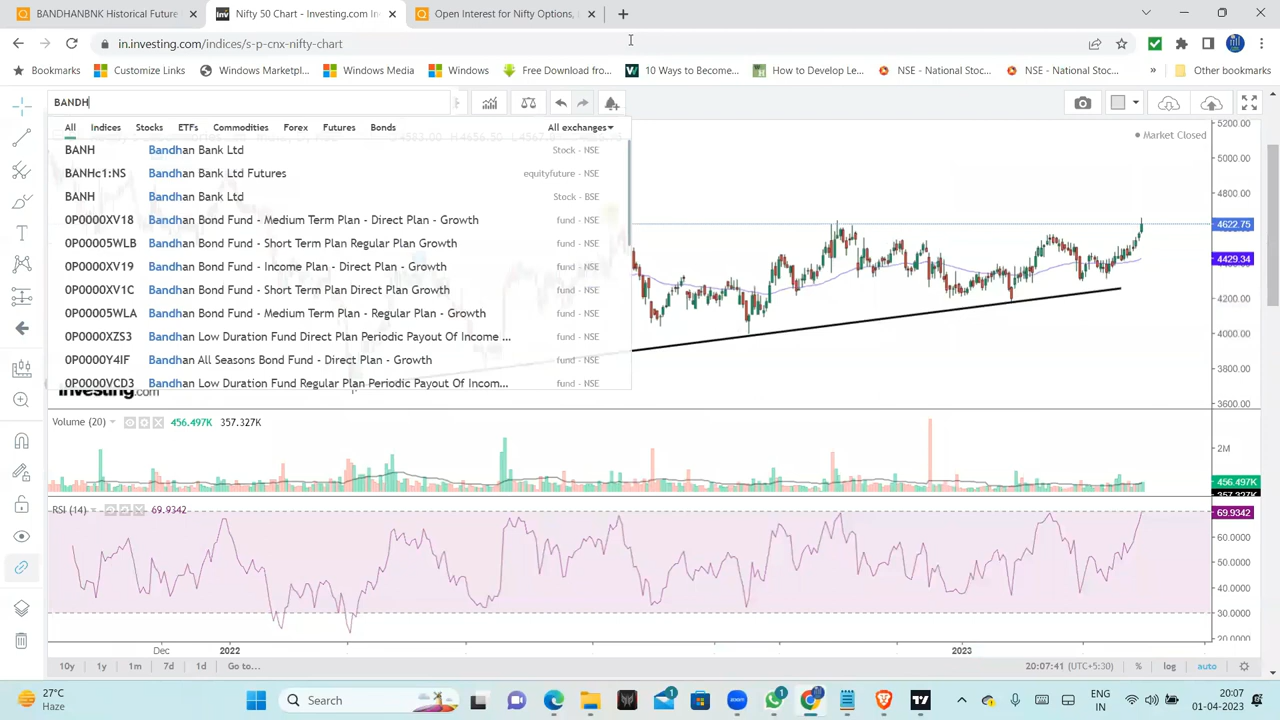 BANDHANBNK Historical Future
Nifty 50 Chart - Investing.com In
Open Interest for Nifty Options,
in.investing.com/indices/s-p-cnx-nifty-chart
Bookmarks
Customize Links
Windows Marketpl...
Windows Media
Windows
Free Download fro...
10 Ways to Become...
How to Develop Le...
NSE - National Stoc...
NSE - National Stoc...
»
Other bookmarks
BANDH
All Indices Stocks ETFs Commodities Forex Futures Bonds All exchanges
BANH Bandhan Bank Ltd Stock - NSE
BANHc1:NS Bandhan Bank Ltd Futures equityfuture - NSE
BANH Bandhan Bank Ltd Stock - BSE
0P0000XV18 Bandhan Bond Fund - Medium Term Plan - Direct Plan - Growth fund - NSE
0P00005WLB Bandhan Bond Fund - Short Term Plan Regular Plan Growth fund - NSE
0P0000XV19 Bandhan Bond Fund - Income Plan - Direct Plan - Growth fund - NSE
0P0000XV1C Bandhan Bond Fund - Short Term Plan Direct Plan Growth fund - NSE
0P00005WLA Bandhan Bond Fund - Medium Term Plan - Regular Plan - Growth fund - NSE
0P0000XZS3 Bandhan Low Duration Fund Direct Plan Periodic Payout Of Income ... fund - NSE
0P0000Y4IF Bandhan All Seasons Bond Fund - Direct Plan - Growth fund - NSE
0P0000VCD3 Bandhan Low Duration Fund Regular Plan Periodic Payout Of Incom... fund - NSE
Investing.com
Market Closed
5200.00
5000.00
4800.00
4622.75
4429.34
4200.00
4000.00
3800.00
3600.00
Volume (20) 456.497K 357.327K
2M
456.497K
357.327K
RSI (14) 69.9342
69.9342
60.0000
50.0000
40.0000
30.0000
20.0000
Dec 2022 2023
10y 1y 1m 7d 1d Go to... 20:07:41 (UTC+5:30) % log auto
27°C
Haze
Search
ENG
IN
20:07
01-04-2023